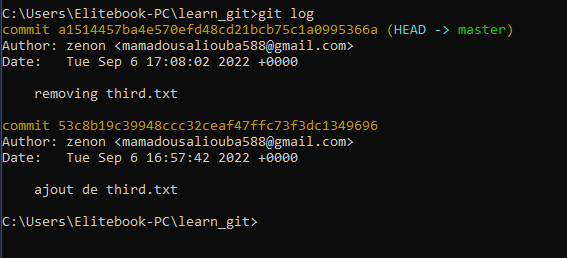 C:\Users\Elitebook-PC\learn_git>git log
commit a1514457ba4e570efd48cd21bcb75c1a0995366a (HEAD -> master)
Author: zenon <mamadousaliouba588@gmail.com>
Date:   Tue Sep 6 17:08:02 2022 +0000
    removing third.txt
commit 53c8b19c39948ccc32ceaf47ffc73f3dc1349696
Author: zenon <mamadousaliouba588@gmail.com>
Date:   Tue Sep 6 16:57:42 2022 +0000
    ajout de third.txt
C:\Users\Elitebook-PC\learn_git>